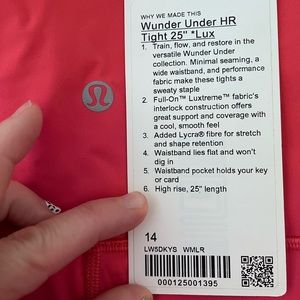 WHY WE MADE THIS
Wunder Under HR
Tight 25" *Lux
1. Train, flow, and restore in the
versatile Wunder Under
collection. Minimal seaming, a
wide waistband, and performance
fabric make these tights a
sweaty staple
2. Full-On™ Luxtreme™ fabric's
interlock construction offers
great support and coverage with
a cool, smooth feel
3. Added Lycra® fibre for stretch
and shape retention
4. Waistband lies flat and won't
dig in
5. Waistband pocket holds your
key or card
6. High rise, 25" length
14
LW5DKYS WMLR
000125001395